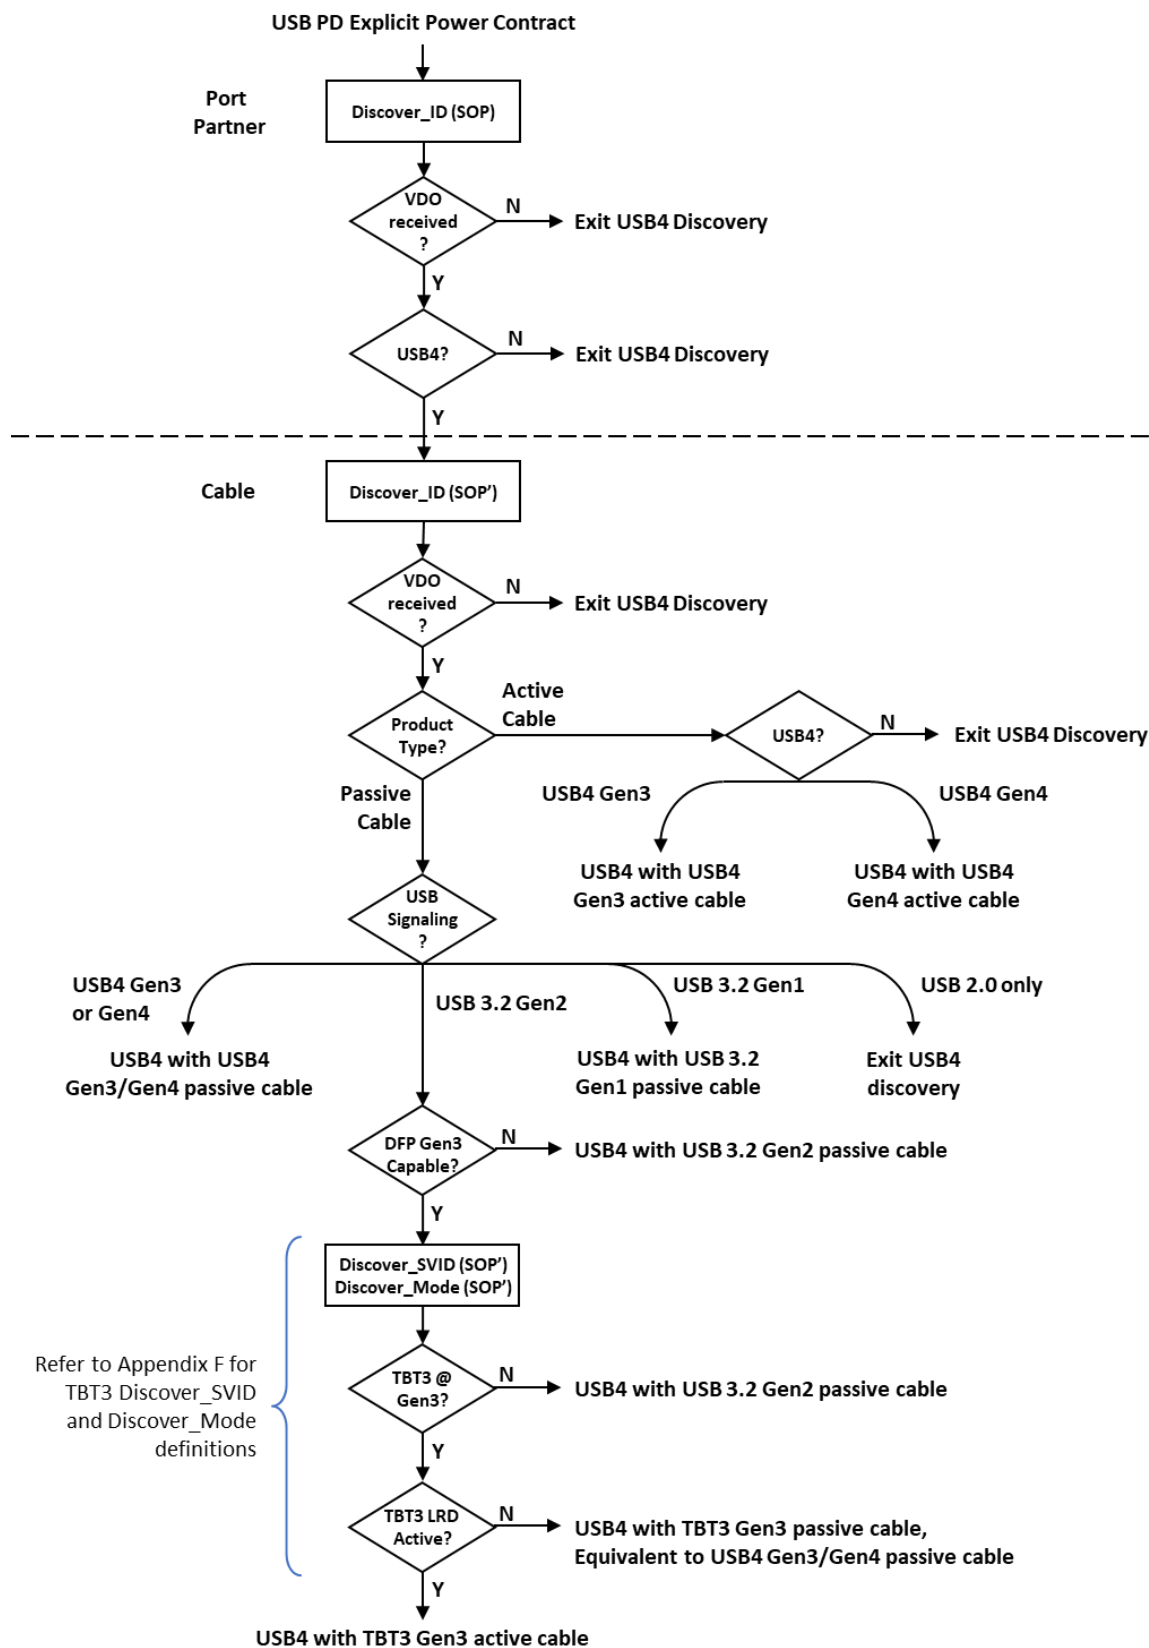 USB PD Explicit Power Contract
Port
Partner
Discover_ID (SOP)
VDO
received
?
N
Exit USB4 Discovery
Y
USB4?
N
Exit USB4 Discovery
Y
Cable
Discover_ID (SOP’)
VDO
received
?
N
Exit USB4 Discovery
Y
Product
Type?
Active
Cable
USB4?
N
Exit USB4 Discovery
USB4 Gen3
USB4 Gen4
USB4 with USB4
Gen3 active cable
USB4 with USB4
Gen4 active cable
Passive
Cable
USB
Signaling
?
USB4 Gen3
or Gen4
USB 3.2 Gen2
USB 3.2 Gen1
USB 2.0 only
USB4 with USB4
Gen3/Gen4 passive cable
USB4 with USB 3.2
Gen1 passive cable
Exit USB4
discovery
DFP Gen3
Capable?
N
USB4 with USB 3.2 Gen2 passive cable
Y
Discover_SVID (SOP’)
Discover_Mode (SOP’)
Refer to Appendix F for
TBT3 Discover_SVID
and Discover_Mode
definitions
TBT3 @
Gen3?
N
USB4 with USB 3.2 Gen2 passive cable
Y
TBT3 LRD
Active?
N
USB4 with TBT3 Gen3 passive cable,
Equivalent to USB4 Gen3/Gen4 passive cable
Y
USB4 with TBT3 Gen3 active cable